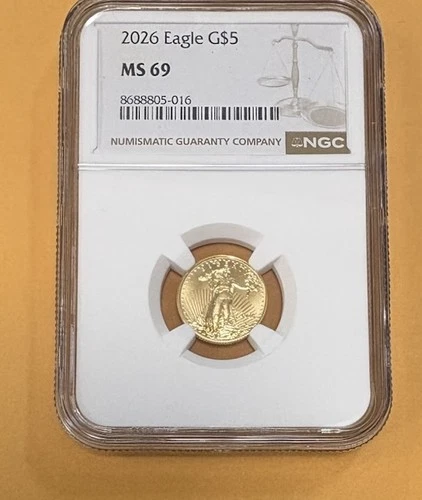 2026 Eagle G$5
MS 69
8688805-016
NUMISMATIC GUARANTY COMPANY NGC